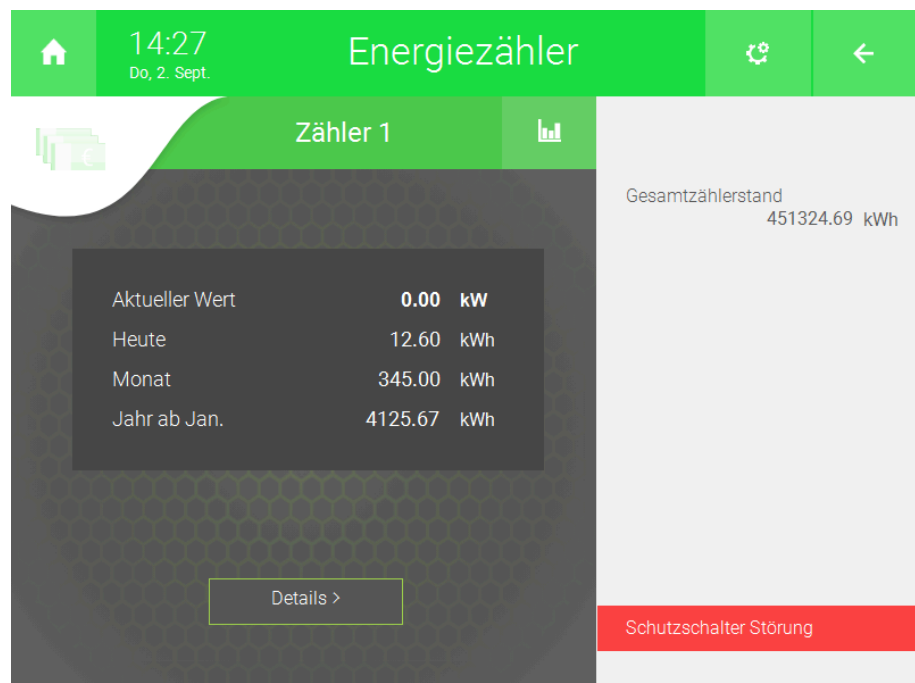 14:27
Do, 2. Sept.
Energiezähler
Zähler 1
Aktueller Wert 0.00 kW
Heute 12.60 kWh
Monat 345.00 kWh
Jahr ab Jan. 4125.67 kWh
Details >
Gesamtzählerstand
451324.69 kWh
Schutzschalter Störung